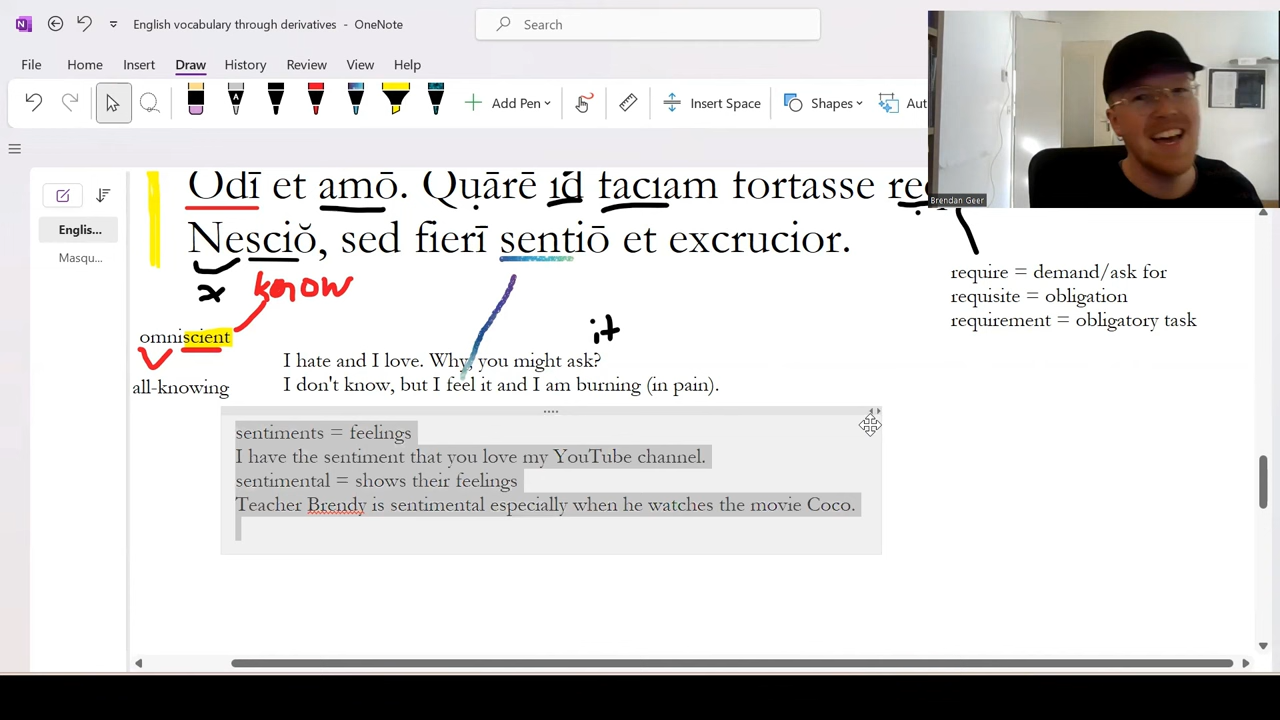 English vocabulary through derivatives - OneNote
Search
File Home Insert Draw History Review View Help
Add Pen Insert Space Shapes
Brendan Geer
Englis...
Masqu...
Odī et amō. Quārē id faciam fortasse
Nesciŏ, sed fierī sentiō et excrucior.
x know
omniscient
all-knowing
it
I hate and I love. Why, you might ask?
I don't know, but I feel it and I am burning (in pain).
require = demand/ask for
requisite = obligation
requirement = obligatory task
sentiments = feelings
I have the sentiment that you love my YouTube channel.
sentimental = shows their feelings
Teacher Brendy is sentimental especially when he watches the movie Coco.